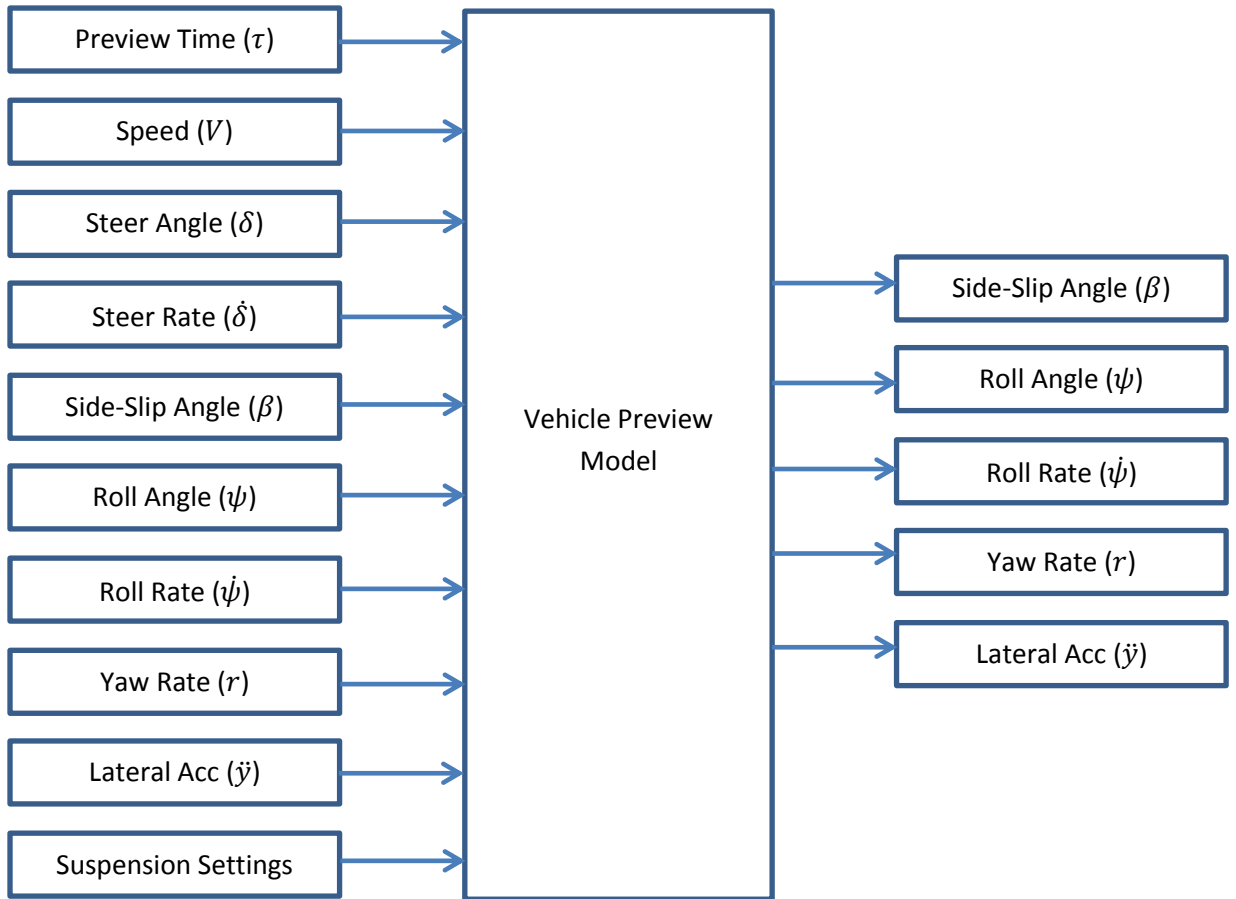 Preview Time (τ)
Speed (V)
Steer Angle (δ)
Steer Rate (δ̇)
Side-Slip Angle (β)
Roll Angle (ψ)
Roll Rate (ψ̇)
Yaw Rate (r)
Lateral Acc (ÿ)
Suspension Settings
Vehicle Preview
Model
Side-Slip Angle (β)
Roll Angle (ψ)
Roll Rate (ψ̇)
Yaw Rate (r)
Lateral Acc (ÿ)